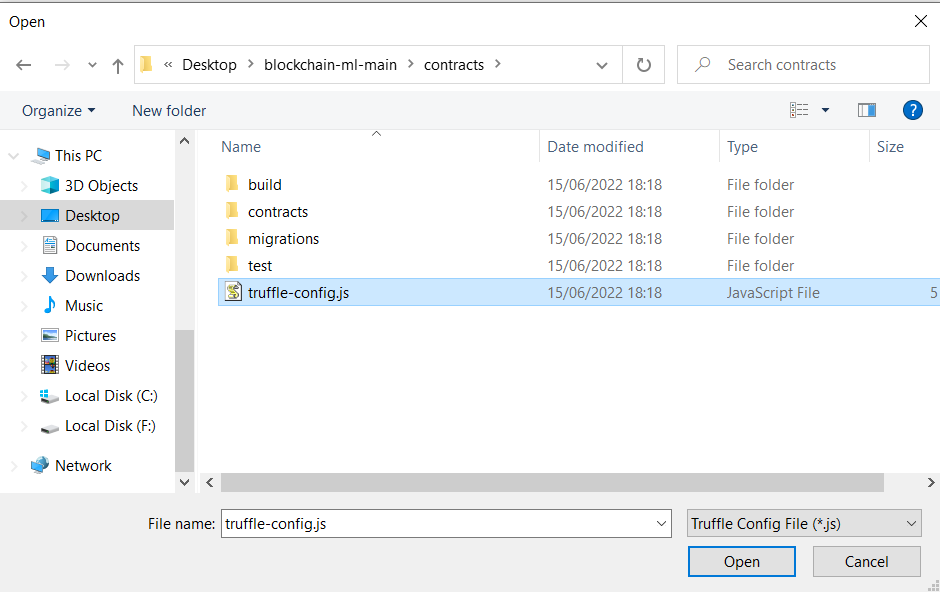 Open
« Desktop > blockchain-ml-main > contracts >
Search contracts
Organize
New folder
?
This PC
3D Objects
Desktop
Documents
Downloads
Music
Pictures
Videos
Local Disk (C:)
Local Disk (F:)
Network
Name Date modified Type Size
build 15/06/2022 18:18 File folder
contracts 15/06/2022 18:18 File folder
migrations 15/06/2022 18:18 File folder
test 15/06/2022 18:18 File folder
truffle-config.js 15/06/2022 18:18 JavaScript File 5
File name: truffle-config.js Truffle Config File (*.js)
Open Cancel